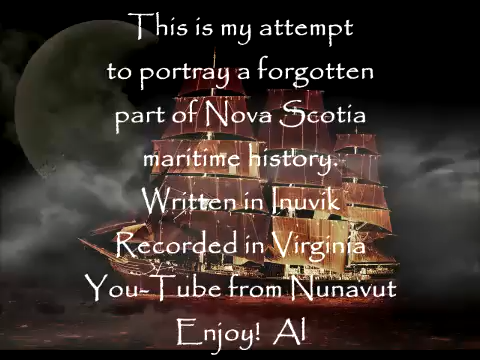 This is my attempt
to portray a forgotten
part of Nova Scotia
maritime history.
Written in Inuvik
Recorded in Virginia
You-Tube from Nunavut
Enjoy! Al